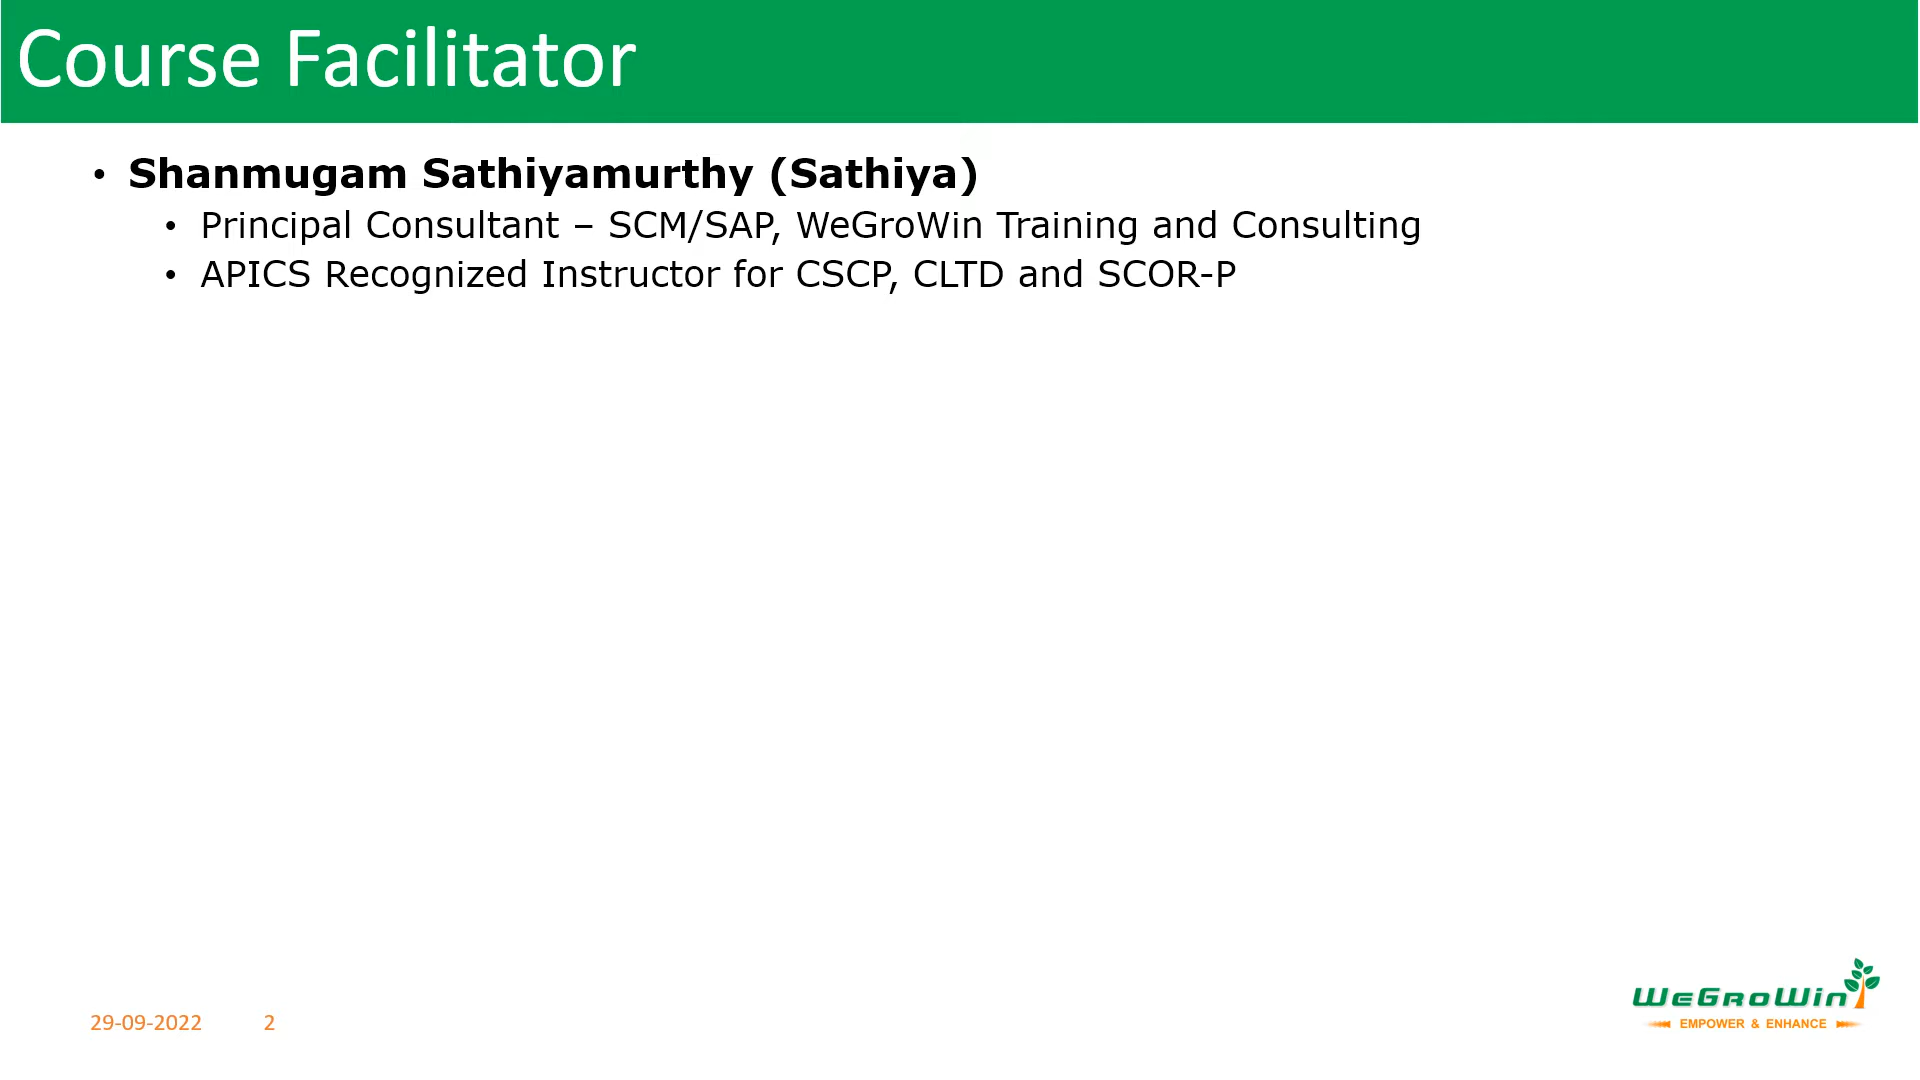 Course Facilitator
• Shanmugam Sathiyamurthy (Sathiya)
• Principal Consultant – SCM/SAP, WeGroWin Training and Consulting
• APICS Recognized Instructor for CSCP, CLTD and SCOR-P
WeGroWin
EMPOWER & ENHANCE
29-09-2022 2